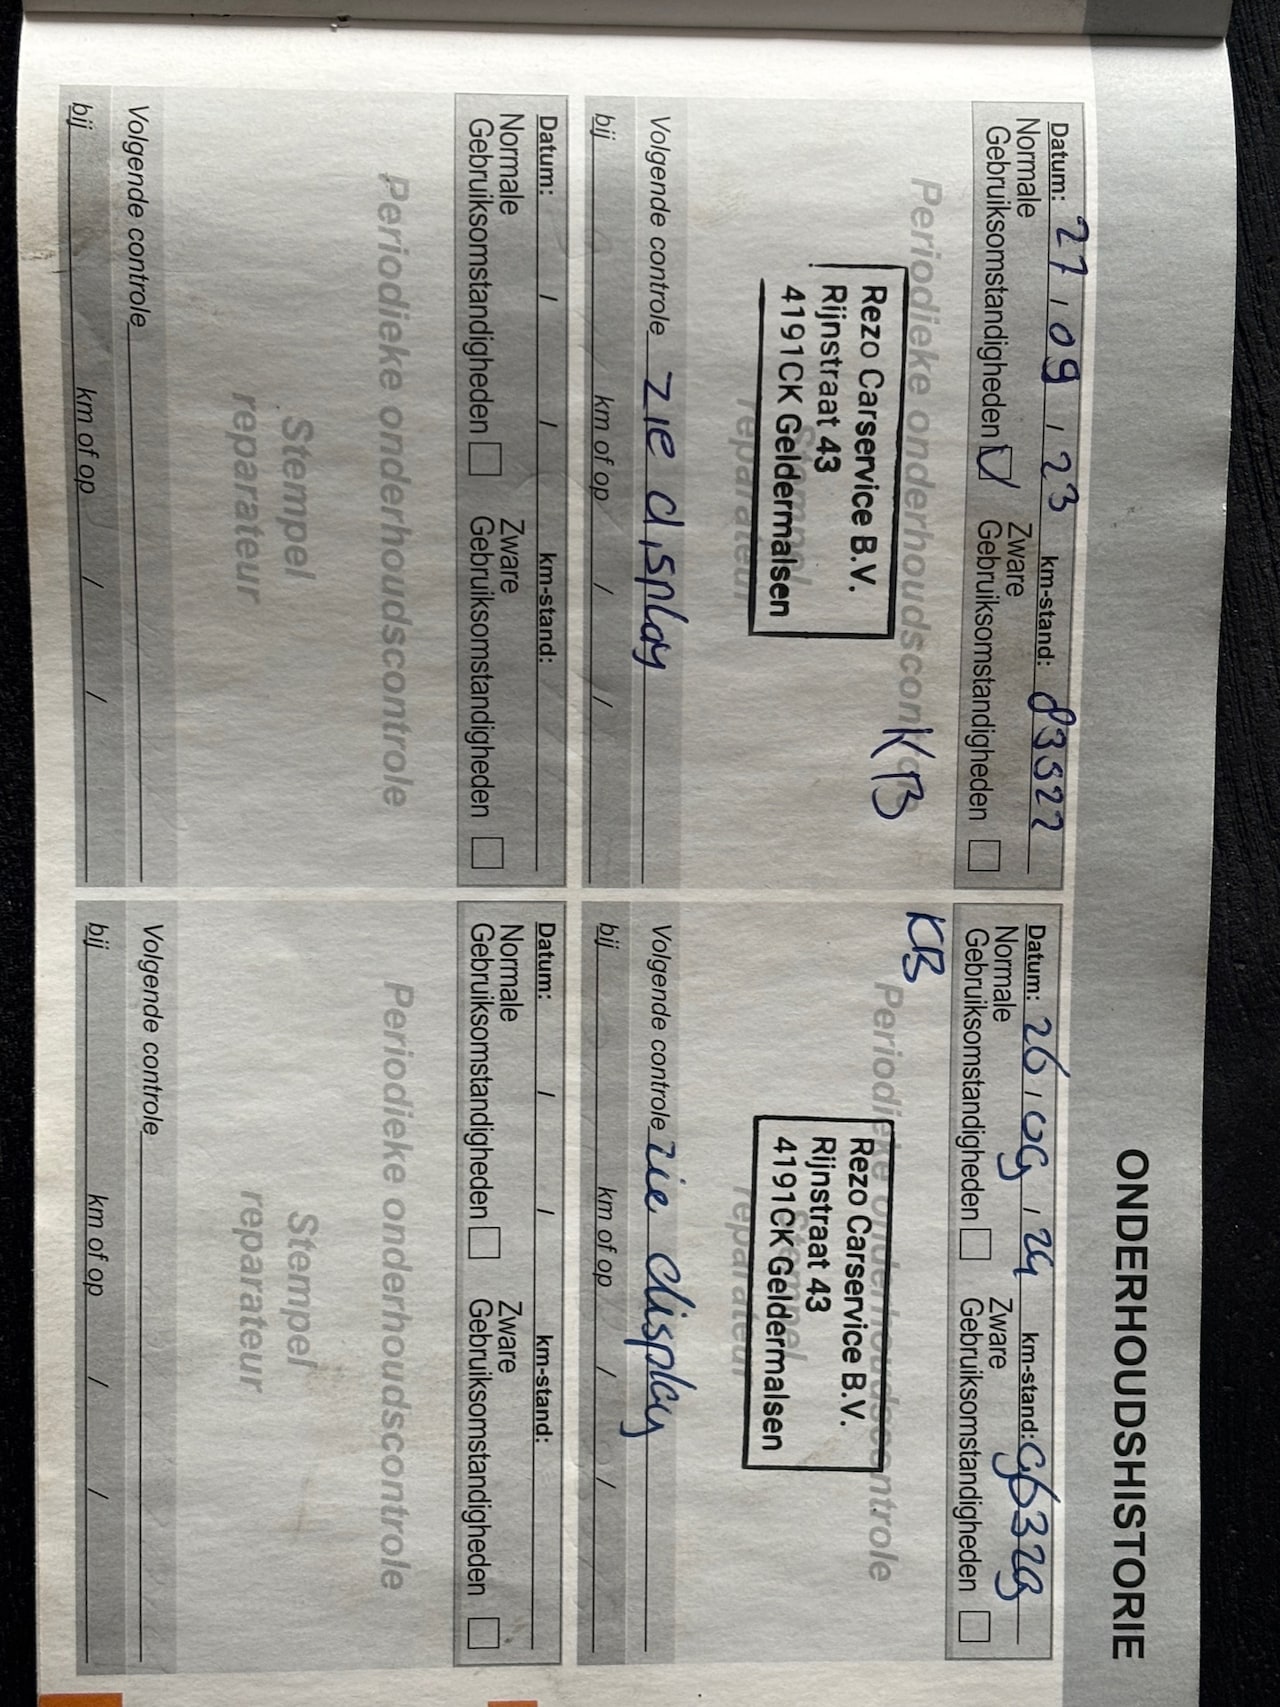 ONDERHOUDSHISTORIE
Datum: 27 / 09 / 23 km-stand: 83522
Normale Zware
Gebruiksomstandigheden Gebruiksomstandigheden
Periodieke onderhoudscontrole
KB
Rezo Carservice B.V.
Rijnstraat 43
4191CK Geldermalsen
Stempel
reparateur
Volgende controle zie display
bij km of op / /
Datum: 26 / 09 / 24 km-stand: 96329
Normale Zware
Gebruiksomstandigheden Gebruiksomstandigheden
KB
Periodieke onderhoudscontrole
Rezo Carservice B.V.
Rijnstraat 43
4191CK Geldermalsen
Stempel
reparateur
Volgende controle zie display
bij km of op / /
Datum: / / km-stand:
Normale Zware
Gebruiksomstandigheden Gebruiksomstandigheden
Periodieke onderhoudscontrole
Stempel
reparateur
Volgende controle
bij km of op / /
Datum: / / km-stand:
Normale Zware
Gebruiksomstandigheden Gebruiksomstandigheden
Periodieke onderhoudscontrole
Stempel
reparateur
Volgende controle
bij km of op / /